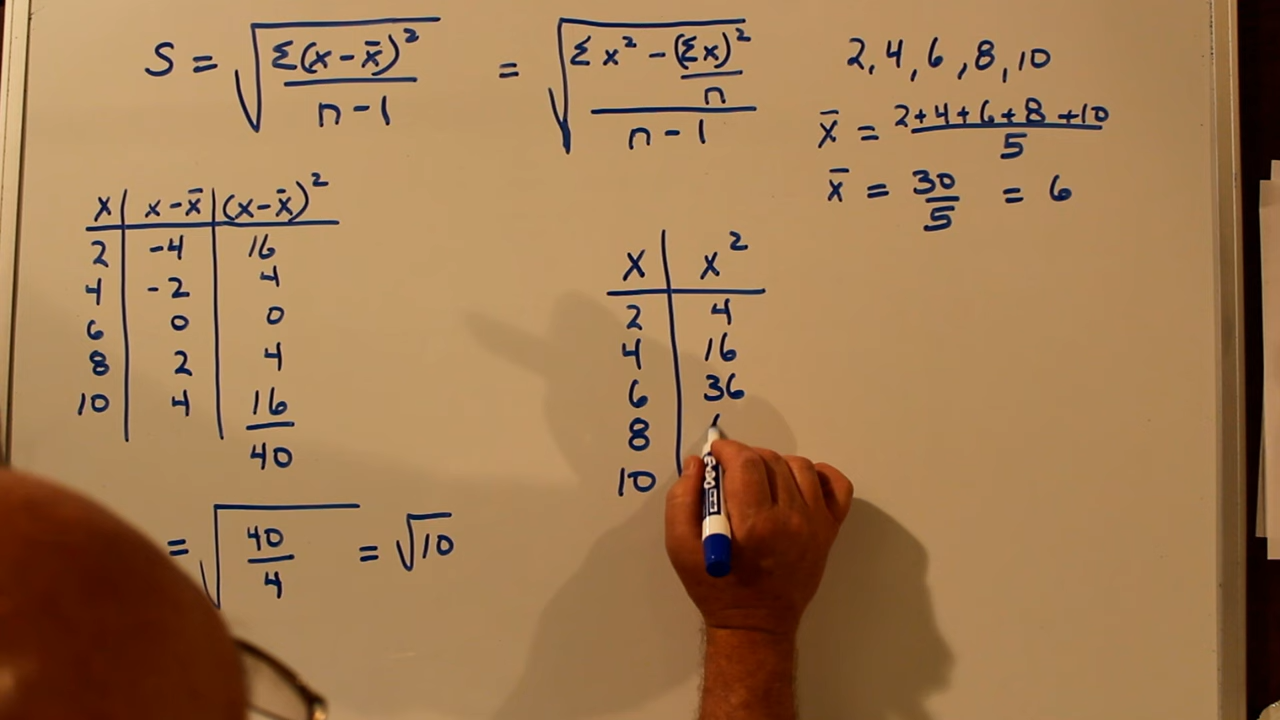 S = √(Σ(x-x̄)²/(n-1)) = √((Σx² - (Σx)²/n)/(n-1))
2, 4, 6, 8, 10
x̄ = (2+4+6+8+10)/5
x̄ = 30/5 = 6
x | x-x̄ | (x-x̄)²
2 | -4 | 16
4 | -2 | 4
6 | 0 | 0
8 | 2 | 4
10 | 4 | 16
40
= √(40/4) = √10
x | x²
2 | 4
4 | 16
6 | 36
8
10